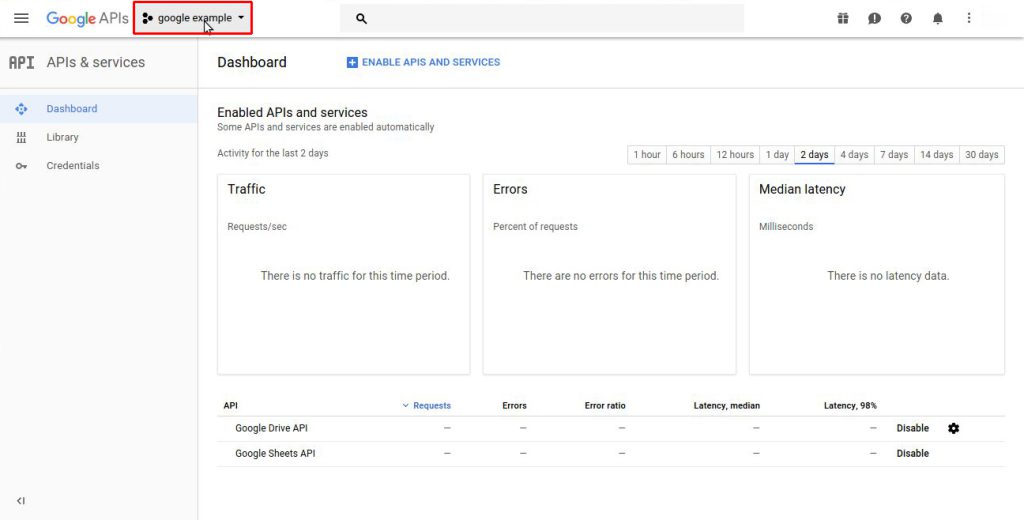 Google APIs google example
API APIs & services Dashboard ENABLE APIS AND SERVICES
Dashboard
Library
Credentials
Enabled APIs and services
Some APIs and services are enabled automatically
Activity for the last 2 days 1 hour 6 hours 12 hours 1 day 2 days 4 days 7 days 14 days 30 days
Traffic
Requests/sec
There is no traffic for this time period.
Errors
Percent of requests
There are no errors for this time period.
Median latency
Milliseconds
There is no latency data.
API Requests Errors Error ratio Latency, median Latency, 98%
Google Drive API — — — — — Disable
Google Sheets API — — — — — Disable